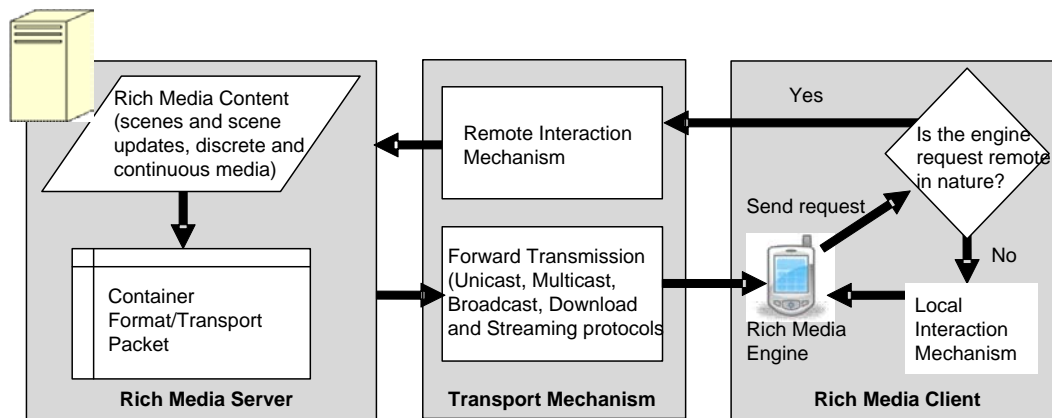 Rich Media Content
(scenes and scene
updates, discrete and
continuous media)
Container
Format/Transport
Packet
Rich Media Server
Remote Interaction
Mechanism
Forward Transmission
(Unicast, Multicast,
Broadcast, Download
and Streaming protocols
Transport Mechanism
Yes
Is the engine
request remote
in nature?
Send request
No
Rich Media
Engine
Local
Interaction
Mechanism
Rich Media Client